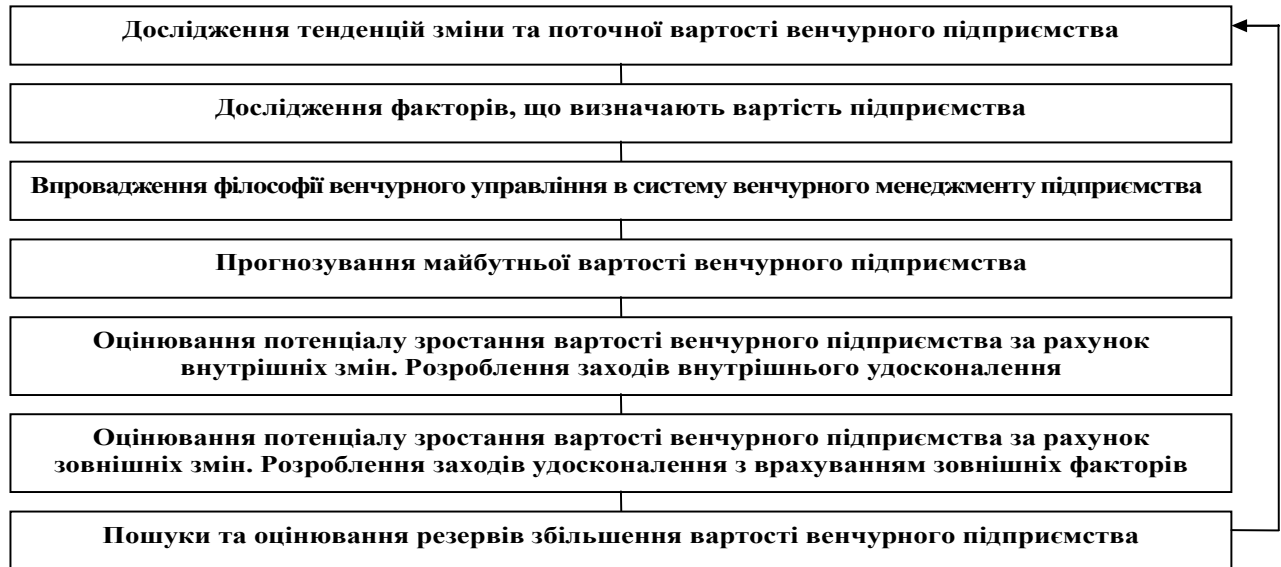 Дослідження тенденцій зміни та поточної вартості венчурного підприємства
Дослідження факторів, що визначають вартість підприємства
Впровадження філософії венчурного управління в систему венчурного менеджменту підприємства
Прогнозування майбутньої вартості венчурного підприємства
Оцінювання потенціалу зростання вартості венчурного підприємства за рахунок
внутрішніх змін. Розроблення заходів внутрішнього удосконалення
Оцінювання потенціалу зростання вартості венчурного підприємства за рахунок
зовнішніх змін. Розроблення заходів удосконалення з врахуванням зовнішніх факторів
Пошуки та оцінювання резервів збільшення вартості венчурного підприємства